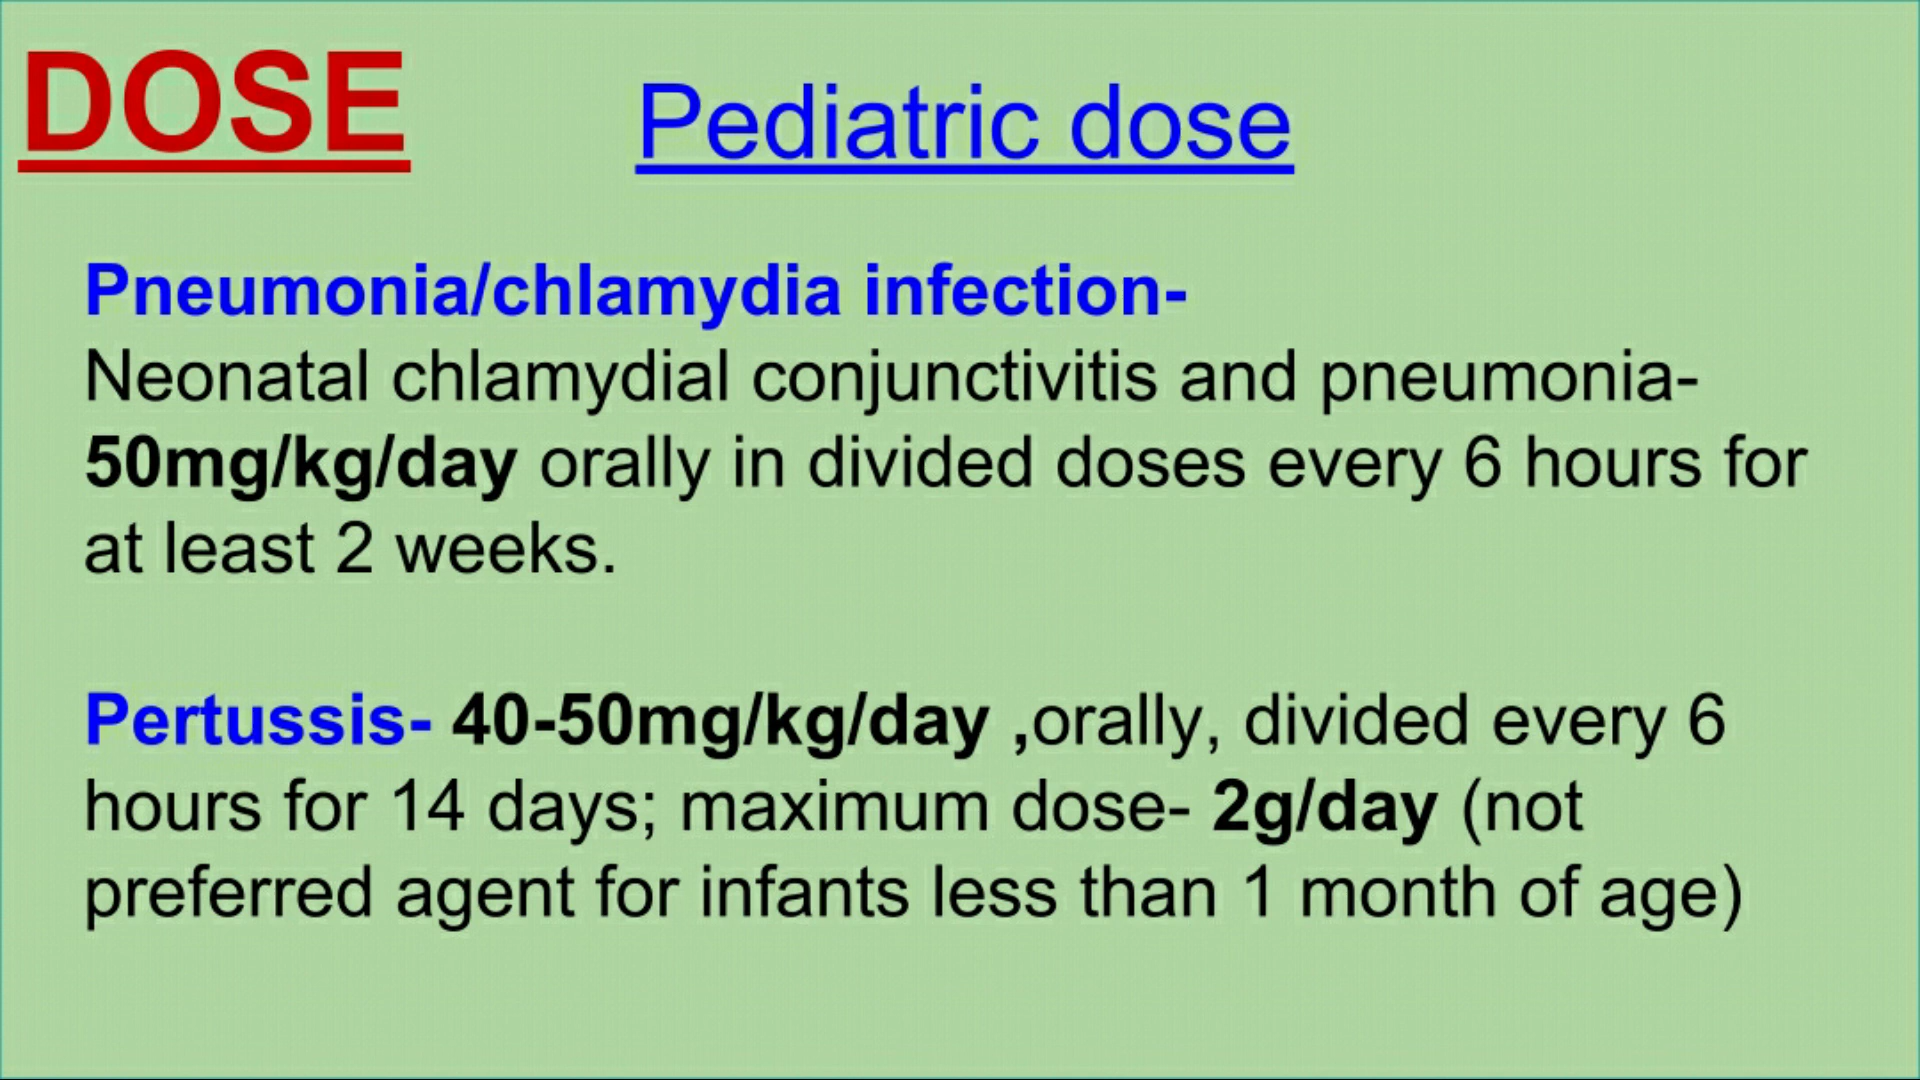 DOSE
Pediatric dose
Pneumonia/chlamydia infection-
Neonatal chlamydial conjunctivitis and pneumonia-
50mg/kg/day orally in divided doses every 6 hours for
at least 2 weeks.
Pertussis- 40-50mg/kg/day ,orally, divided every 6
hours for 14 days; maximum dose- 2g/day (not
preferred agent for infants less than 1 month of age)